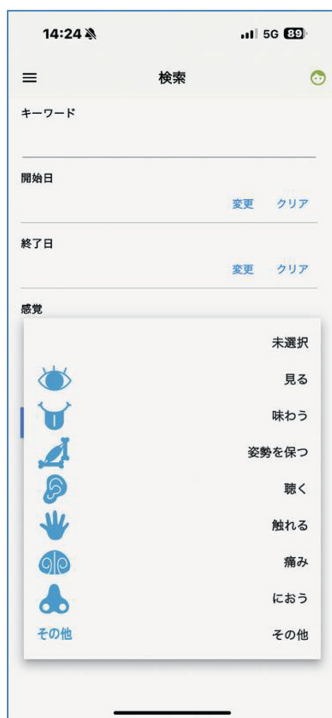 14:24 5G 89
検索
キーワード
開始日
変更 クリア
終了日
変更 クリア
感覚
未選択
見る
味わう
姿勢を保つ
聴く
触れる
痛み
におう
その他 その他